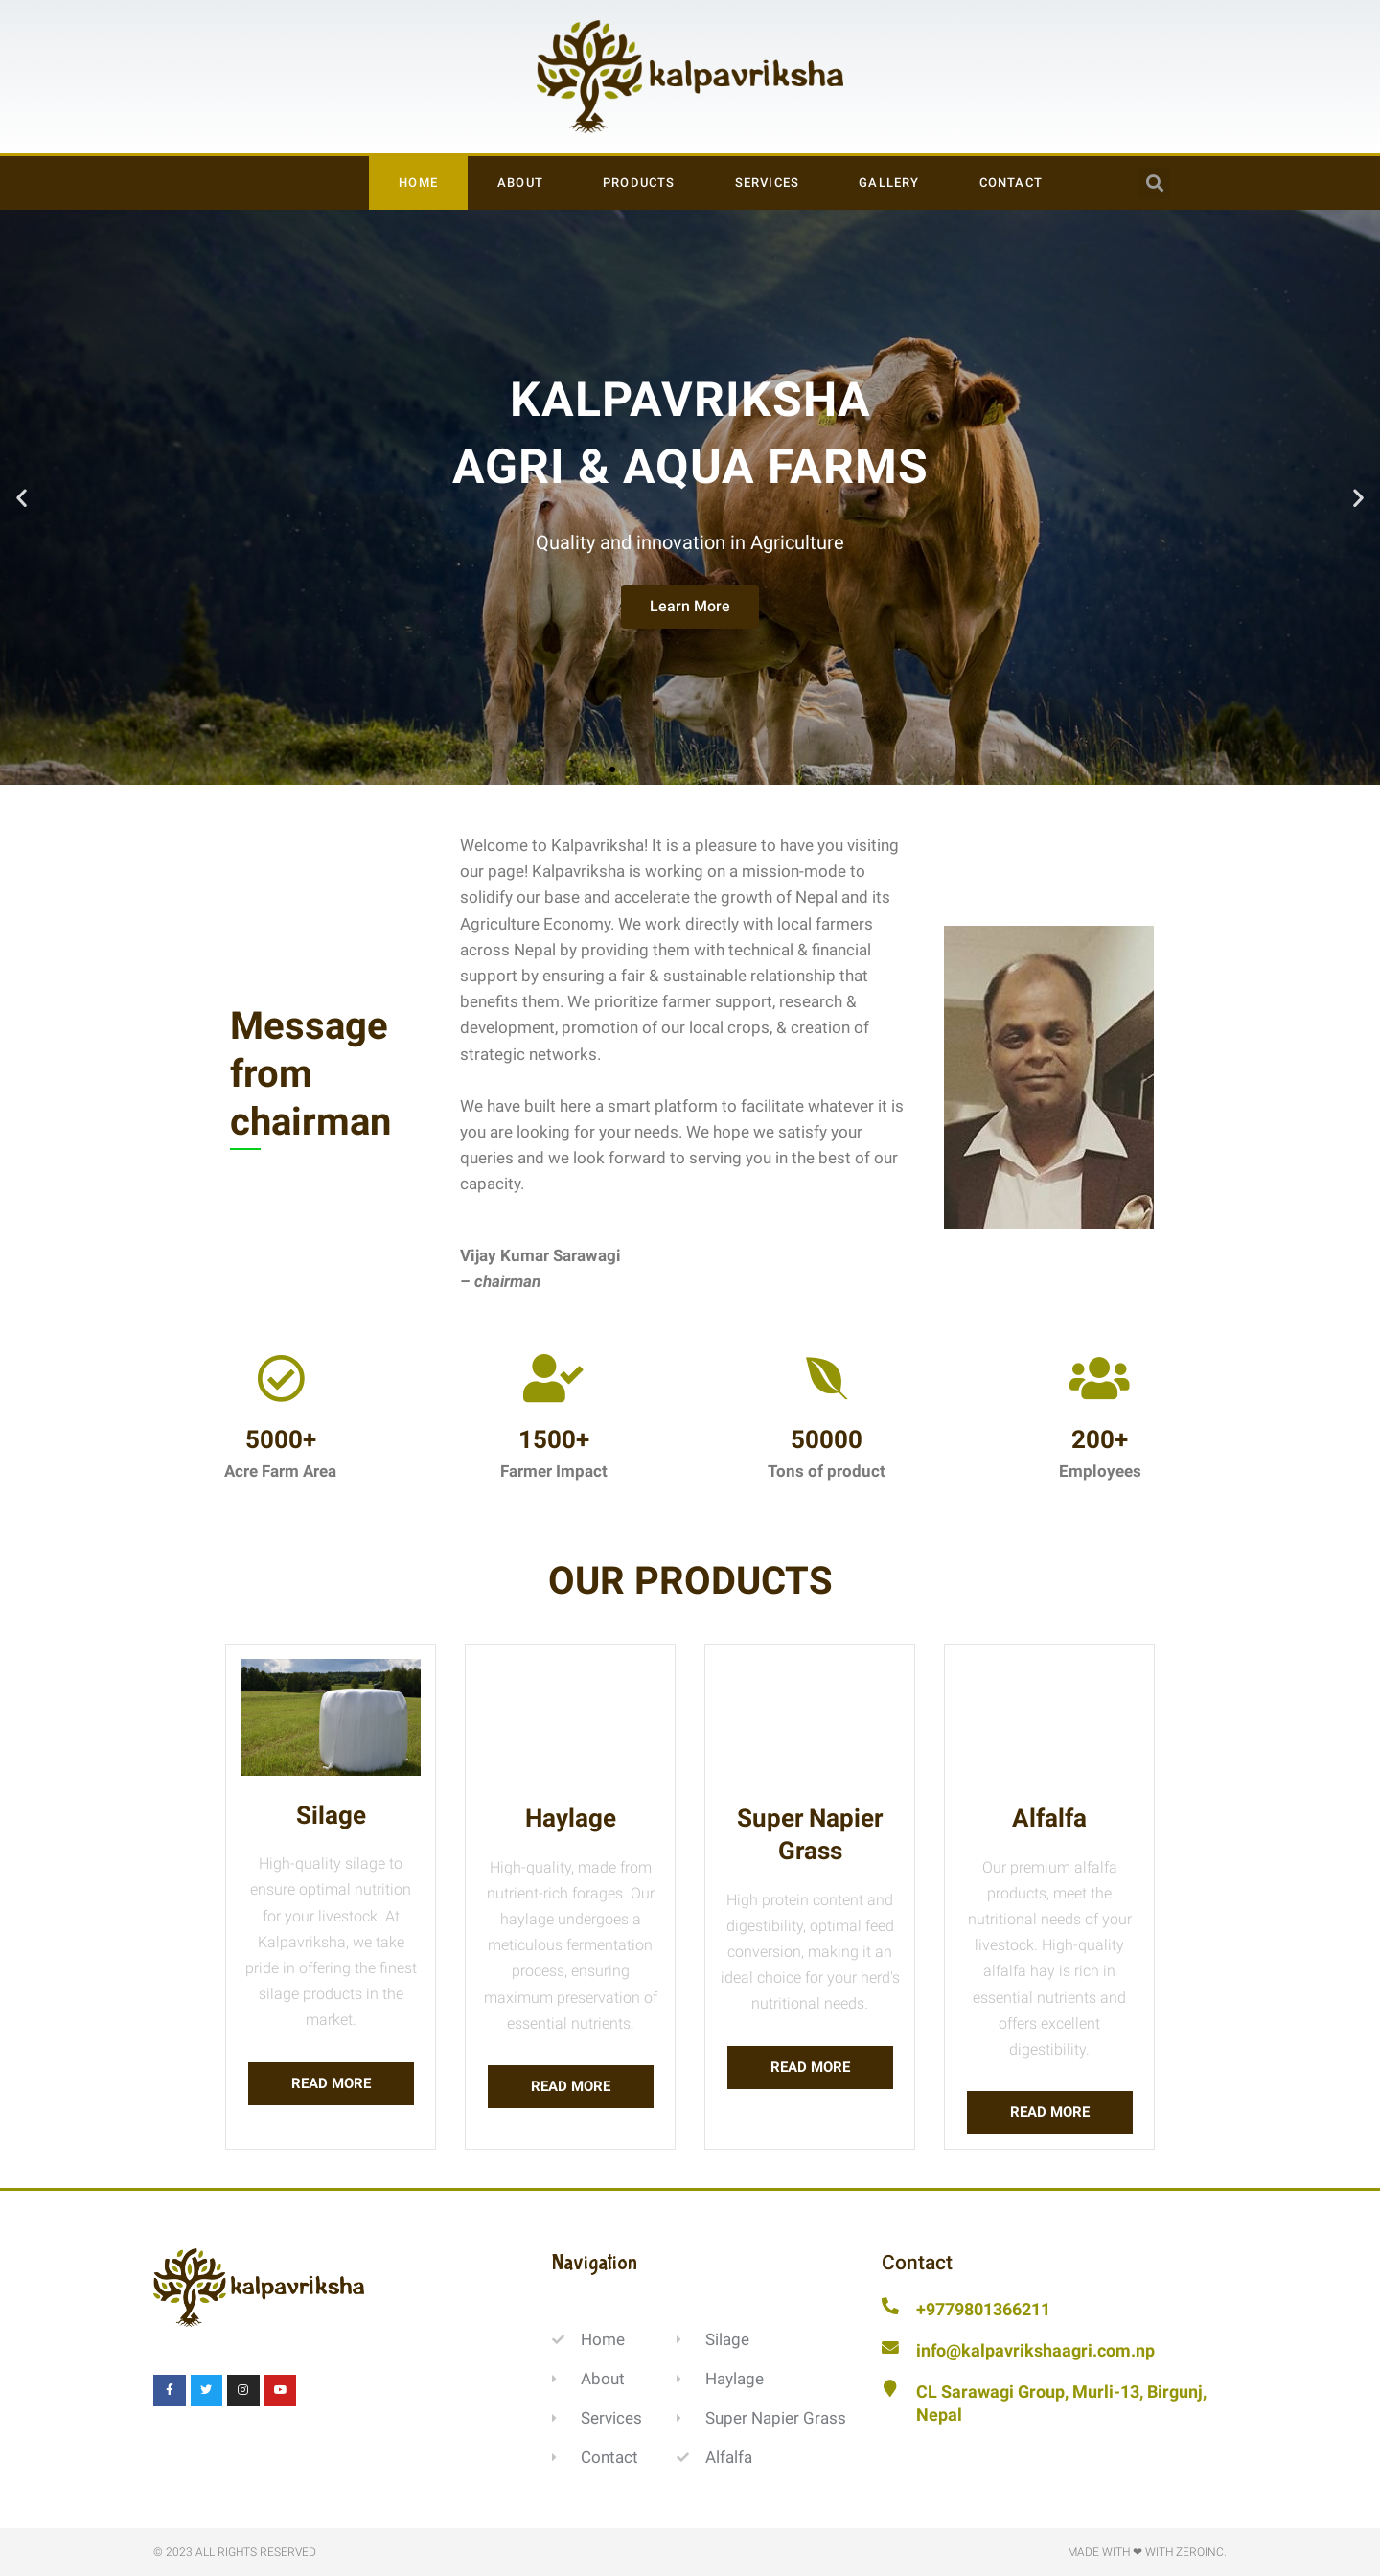 kalpavriksha
HOME
ABOUT
PRODUCTS
SERVICES
GALLERY
CONTACT
KALPAVRIKSHA
AGRI & AQUA FARMS
Quality and innovation in Agriculture
Learn More
Message
from
chairman
Welcome to Kalpavriksha! It is a pleasure to have you visiting
our page! Kalpavriksha is working on a mission-mode to
solidify our base and accelerate the growth of Nepal and its
Agriculture Economy. We work directly with local farmers
across Nepal by providing them with technical & financial
support by ensuring a fair & sustainable relationship that
benefits them. We prioritize farmer support, research &
development, promotion of our local crops, & creation of
strategic networks.
We have built here a smart platform to facilitate whatever it is
you are looking for your needs. We hope we satisfy your
queries and we look forward to serving you in the best of our
capacity.
Vijay Kumar Sarawagi
– chairman
5000+
Acre Farm Area
1500+
Farmer Impact
50000
Tons of product
200+
Employees
OUR PRODUCTS
Silage
High-quality silage to
ensure optimal nutrition
for your livestock. At
Kalpavriksha, we take
pride in offering the finest
silage products in the
market.
READ MORE
Haylage
High-quality, made from
nutrient-rich forages. Our
haylage undergoes a
meticulous fermentation
process, ensuring
maximum preservation of
essential nutrients.
READ MORE
Super Napier
Grass
High protein content and
digestibility, optimal feed
conversion, making it an
ideal choice for your herd's
nutritional needs.
READ MORE
Alfalfa
Our premium alfalfa
products, meet the
nutritional needs of your
livestock. High-quality
alfalfa hay is rich in
essential nutrients and
offers excellent
digestibility.
READ MORE
kalpavriksha
Navigation
Home
About
Services
Contact
Silage
Haylage
Super Napier Grass
Alfalfa
Contact
+9779801366211
info@kalpavrikshaagri.com.np
CL Sarawagi Group, Murli-13, Birgunj,
Nepal
© 2023 ALL RIGHTS RESERVED
MADE WITH ❤ WITH ZEROINC.